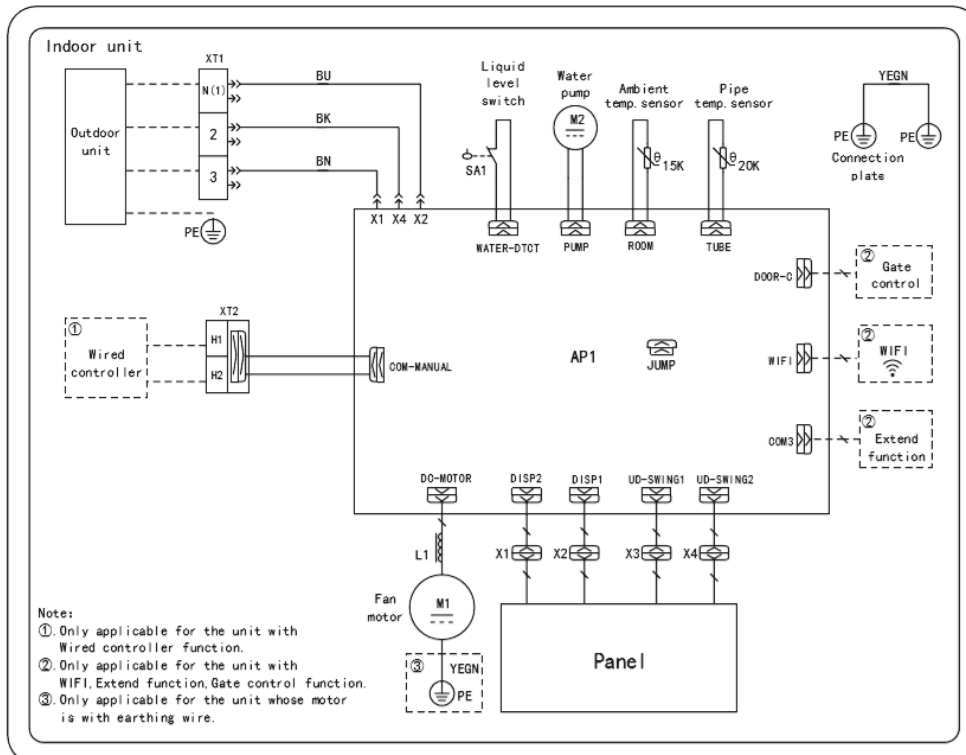 Indoor unit
XT1
Outdoor
unit
N(1)
2
3
BU
BK
BN
PE
X1 X4 X2
Liquid
level
switch
SA1
Water
pump
M2
Ambient
temp. sensor
θ
15K
Pipe
temp. sensor
θ
20K
YEGN
PE
PE
Connection
plate
WATER-DTCT
PUMP
ROOM
TUBE
DOOR-C
②
Gate
control
①
Wired
controller
XT2
H1
H2
COM-MANUAL
AP1
JUMP
WIFI
②
WIFI
COM3
②
Extend
function
DC-MOTOR
DISP2
DISP1
UD-SWING1
UD-SWING2
L1
X1
X2
X3
X4
Fan
motor
M1
③
YEGN
PE
Panel
Note:
①. Only applicable for the unit with
Wired controller function.
②. Only applicable for the unit with
WIFI, Extend function, Gate control function.
③. Only applicable for the unit whose motor
is with earthing wire.